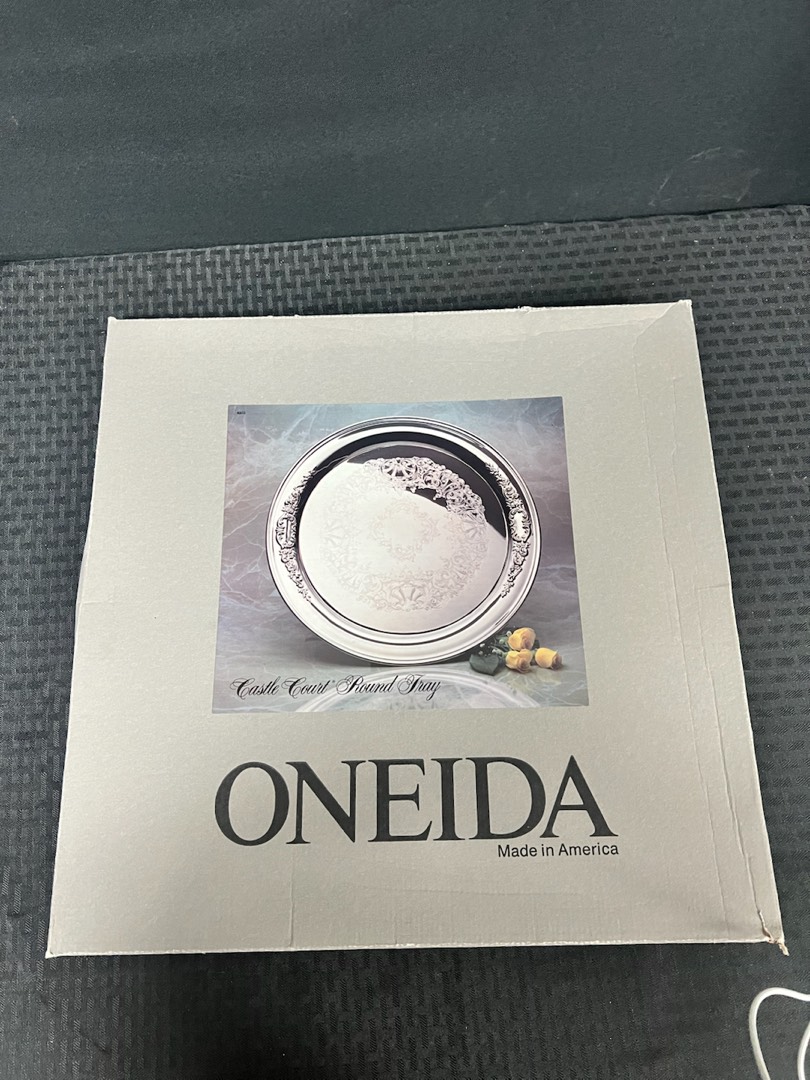 Castle Court® Round Tray
ONEIDA
Made in America